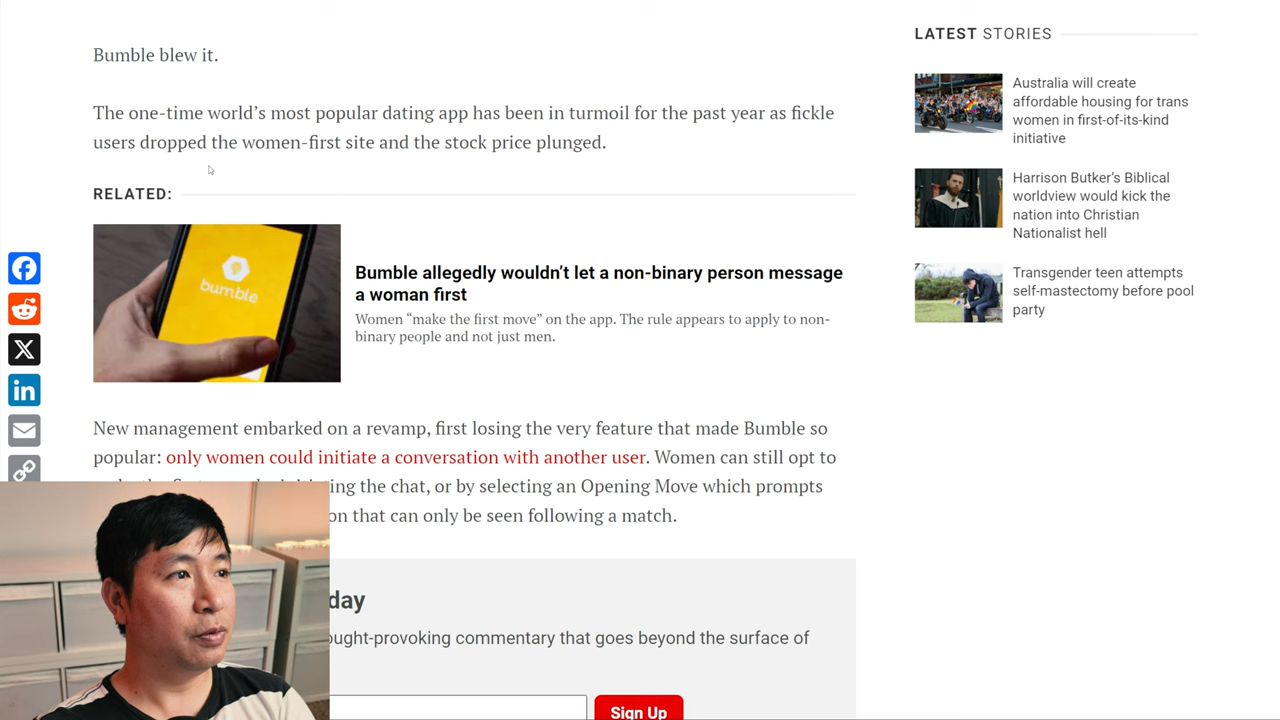 Bumble blew it.
The one-time world's most popular dating app has been in turmoil for the past year as fickle
users dropped the women-first site and the stock price plunged.
RELATED:
bumble
Bumble allegedly wouldn't let a non-binary person message
a woman first
Women “make the first move” on the app. The rule appears to apply to non-
binary people and not just men.
New management embarked on a revamp, first losing the very feature that made Bumble so
popular: only women could initiate a conversation with another user. Women can still opt to
ing the chat, or by selecting an Opening Move which prompts
on that can only be seen following a match.
day
ought-provoking commentary that goes beyond the surface of
Sign Up
LATEST STORIES
Australia will create
affordable housing for trans
women in first-of-its-kind
initiative
Harrison Butker's Biblical
worldview would kick the
nation into Christian
Nationalist hell
Transgender teen attempts
self-mastectomy before pool
party